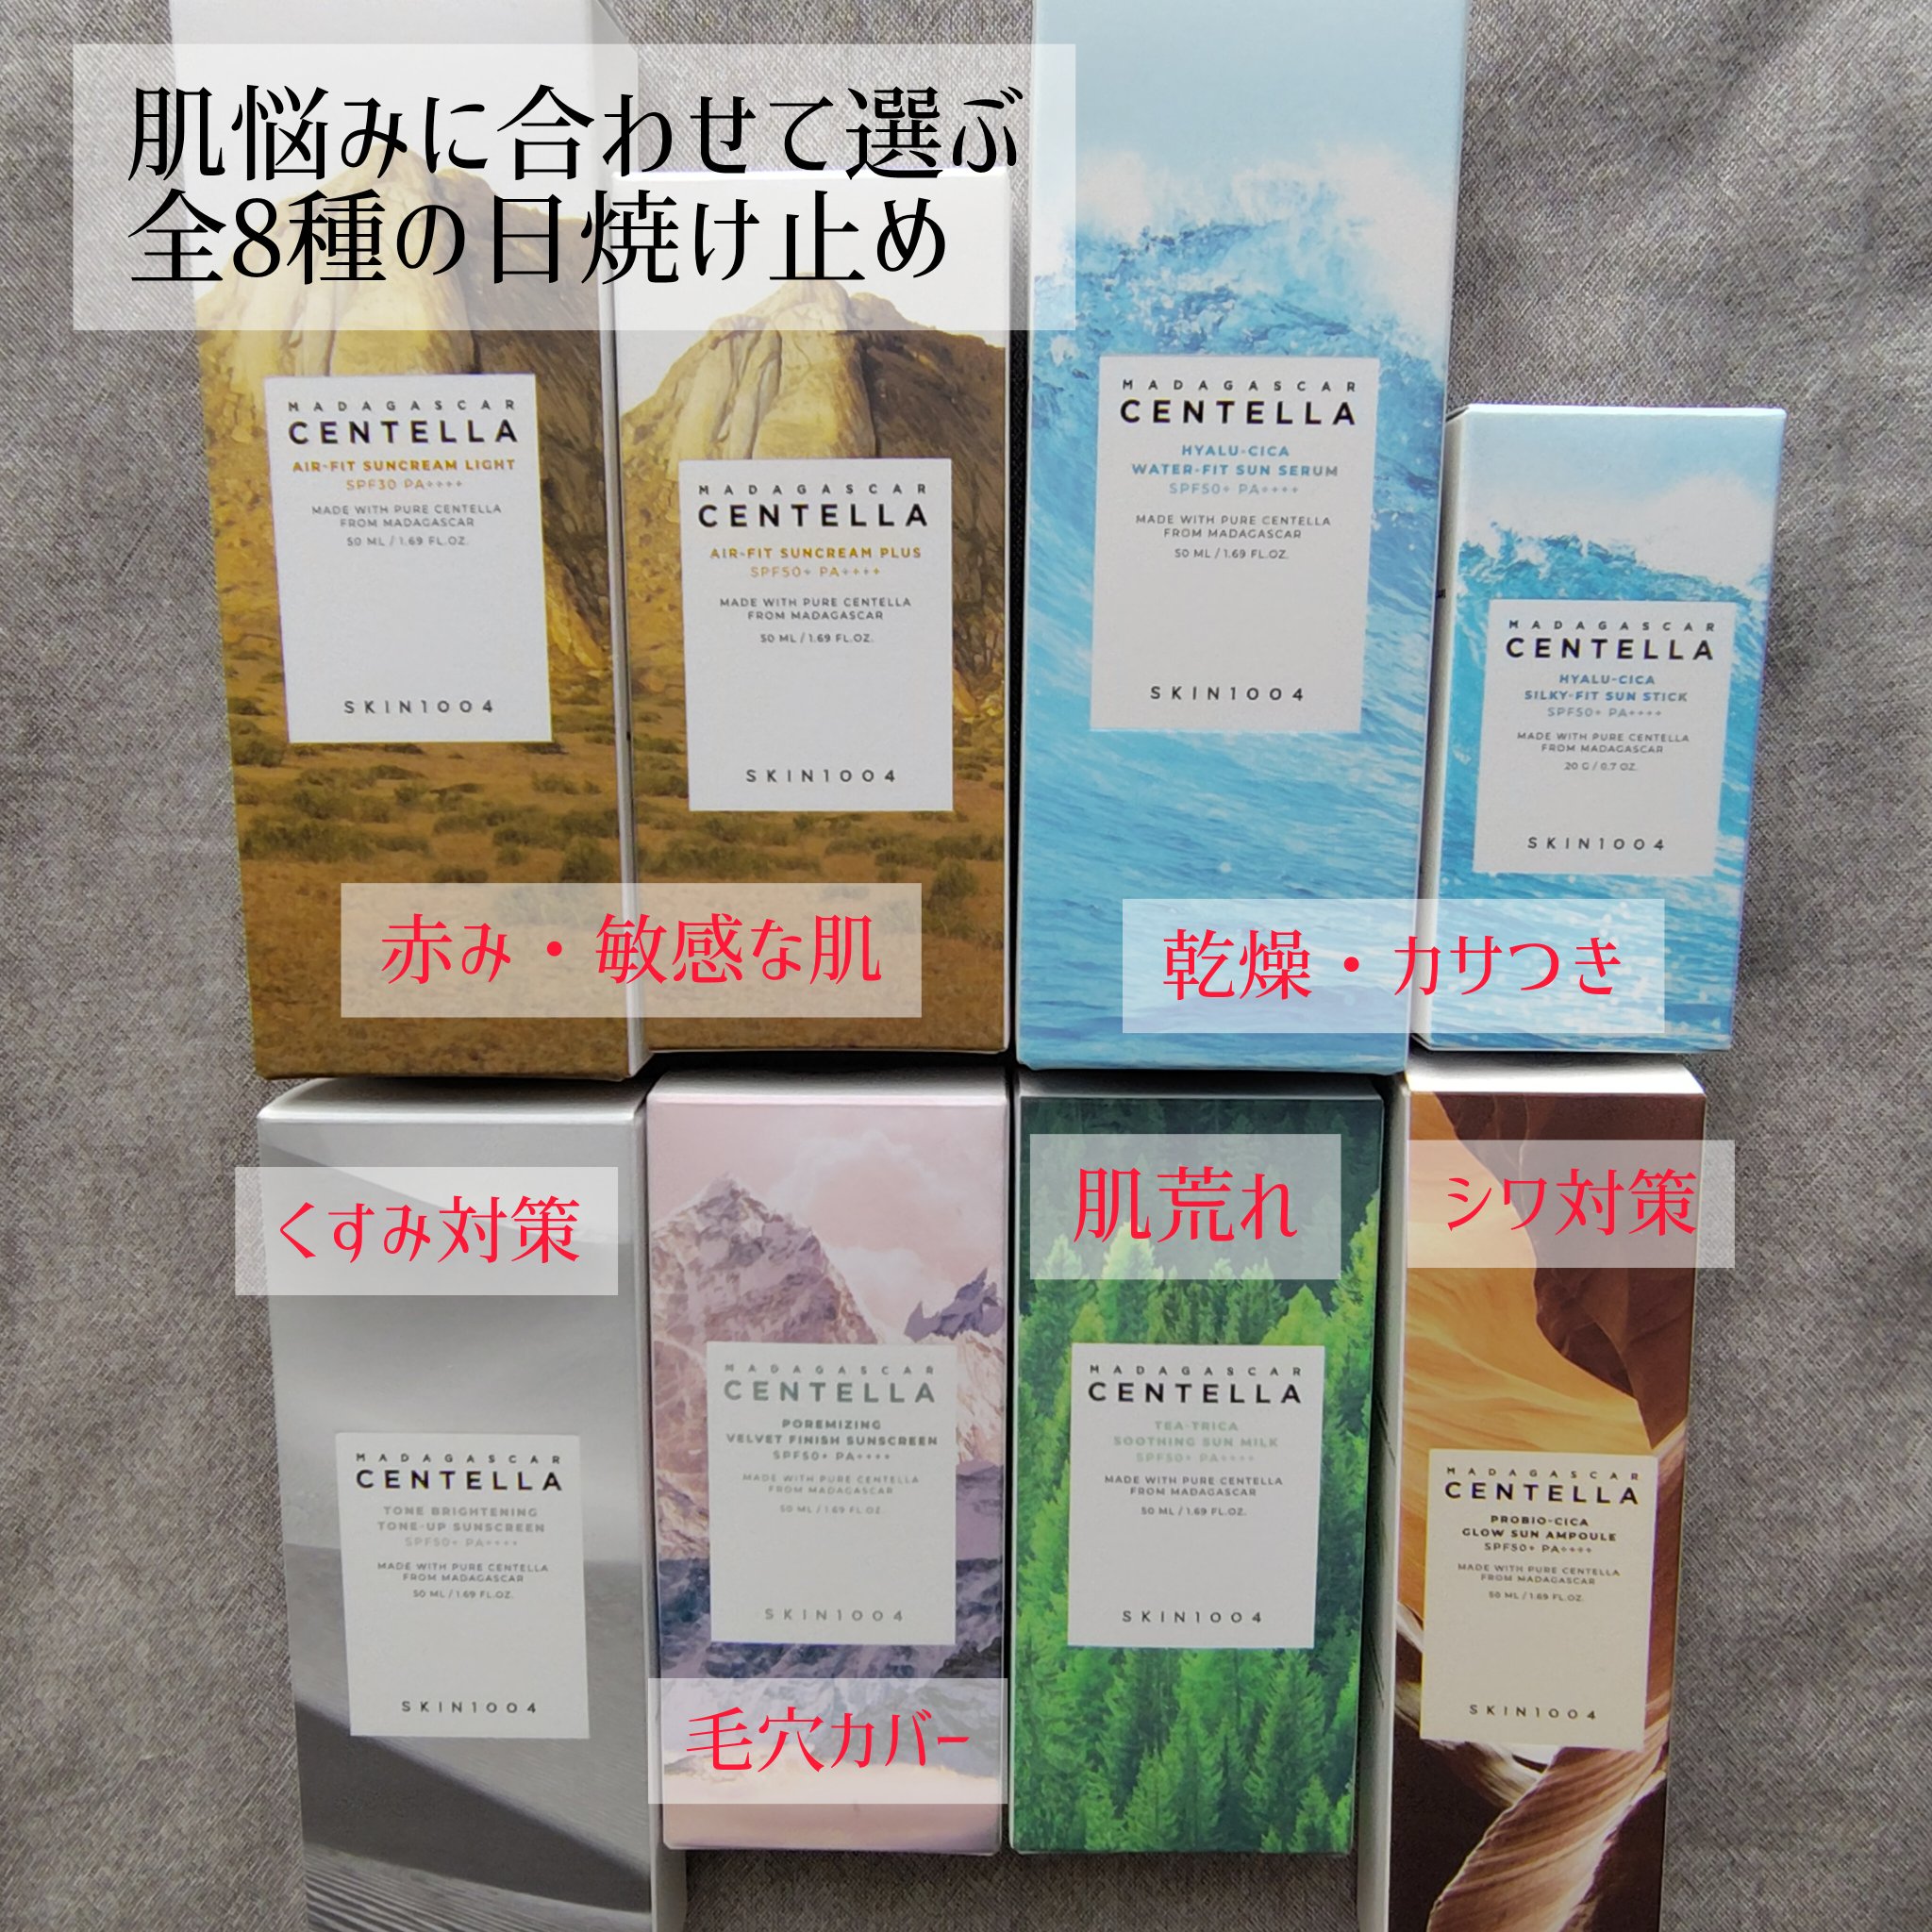 肌悩みに合わせて選ぶ
全8種の日焼け止め
MADAGASCAR
CENTELLA
AIR-FIT SUNCREAM LIGHT
SPF30 PA++++
MADE WITH PURE CENTELLA
FROM MADAGASCAR
50 ML / 1.69 FL.OZ.
SKIN1004
MADAGASCAR
CENTELLA
AIR-FIT SUNCREAM PLUS
SPF50+ PA++++
MADE WITH PURE CENTELLA
FROM MADAGASCAR
50 ML / 1.69 FL.OZ.
SKIN1004
赤み・敏感な肌
MADAGASCAR
CENTELLA
HYALU-CICA
WATER-FIT SUN SERUM
SPF50+ PA++++
MADE WITH PURE CENTELLA
FROM MADAGASCAR
50 ML / 1.69 FL.OZ.
SKIN1004
MADAGASCAR
CENTELLA
HYALU-CICA
SILKY-FIT SUN STICK
SPF50+ PA++++
MADE WITH PURE CENTELLA
FROM MADAGASCAR
20 G / 0.7 OZ.
SKIN1004
乾燥・カサつき
くすみ対策
MADAGASCAR
CENTELLA
TONE BRIGHTENING
TONE-UP SUNSCREEN
SPF50+ PA++++
MADE WITH PURE CENTELLA
FROM MADAGASCAR
50 ML / 1.69 FL.OZ.
SKIN1004
MADAGASCAR
CENTELLA
POREMIZING
VELVET FINISH SUNSCREEN
SPF50+ PA++++
MADE WITH PURE CENTELLA
FROM MADAGASCAR
50 ML / 1.69 FL.OZ.
SKIN1004
毛穴カバー
肌荒れ
MADAGASCAR
CENTELLA
TEA-TRICA
SOOTHING SUN MILK
SPF50+ PA++++
MADE WITH PURE CENTELLA
FROM MADAGASCAR
50 ML / 1.69 FL.OZ.
SKIN1004
シワ対策
MADAGASCAR
CENTELLA
PROBIO-CICA
GLOW SUN AMPOULE
SPF50+ PA++++
MADE WITH PURE CENTELLA
FROM MADAGASCAR
50 ML / 1.69 FL.OZ.
SKIN1004